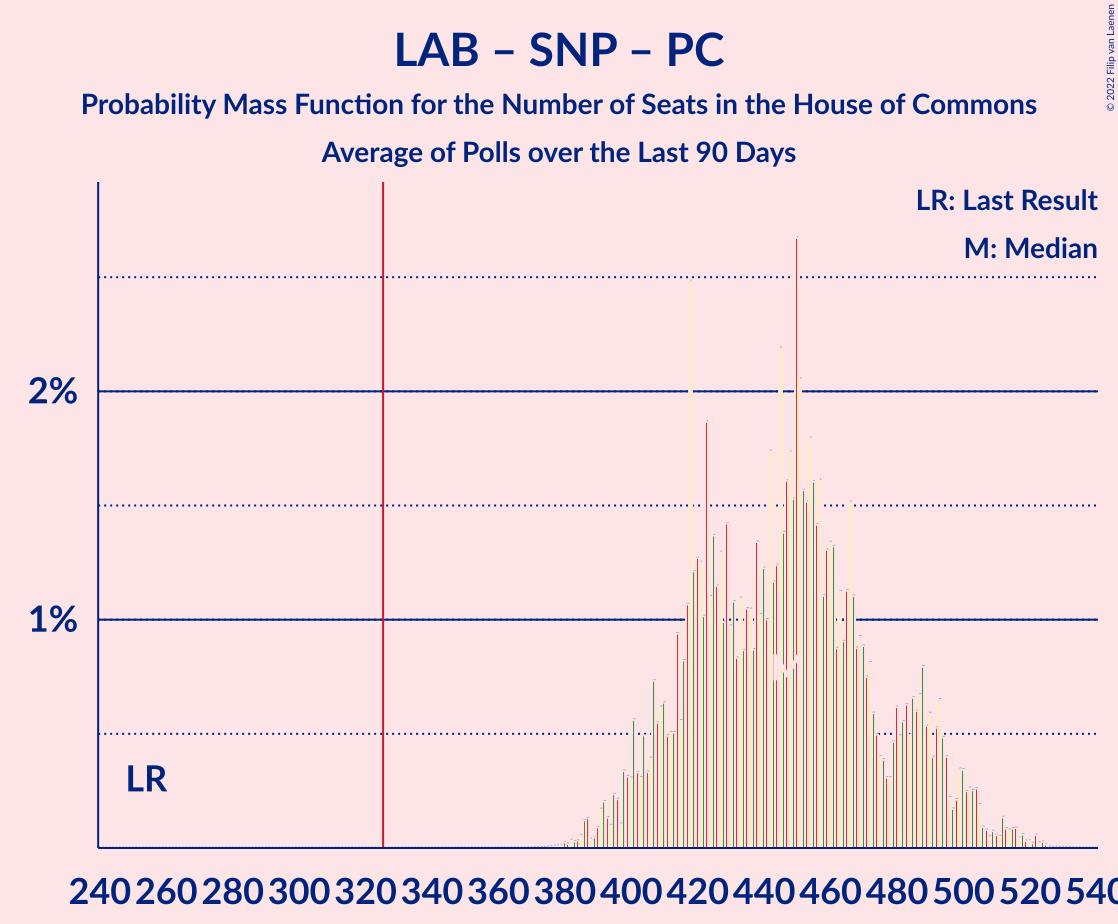 LAB – SNP – PC
Probability Mass Function for the Number of Seats in the House of Commons
Average of Polls over the Last 90 Days
© 2022 Filip van Laenen
LR: Last Result
M: Median
2%
1%
LR
M
240 260 280 300 320 340 360 380 400 420 440 460 480 500 520 540